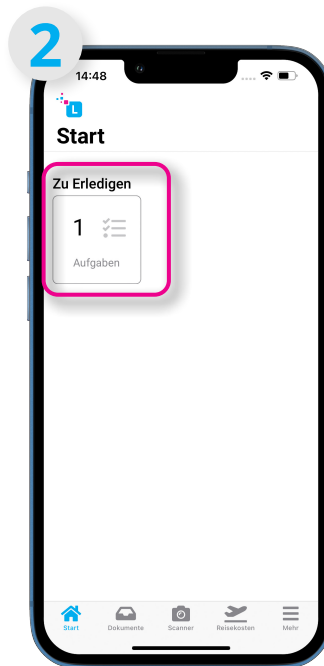 2
14:48
L
Start
Zu Erledigen
1
Aufgaben
Start Dokumente Scanner Reisekosten Mehr